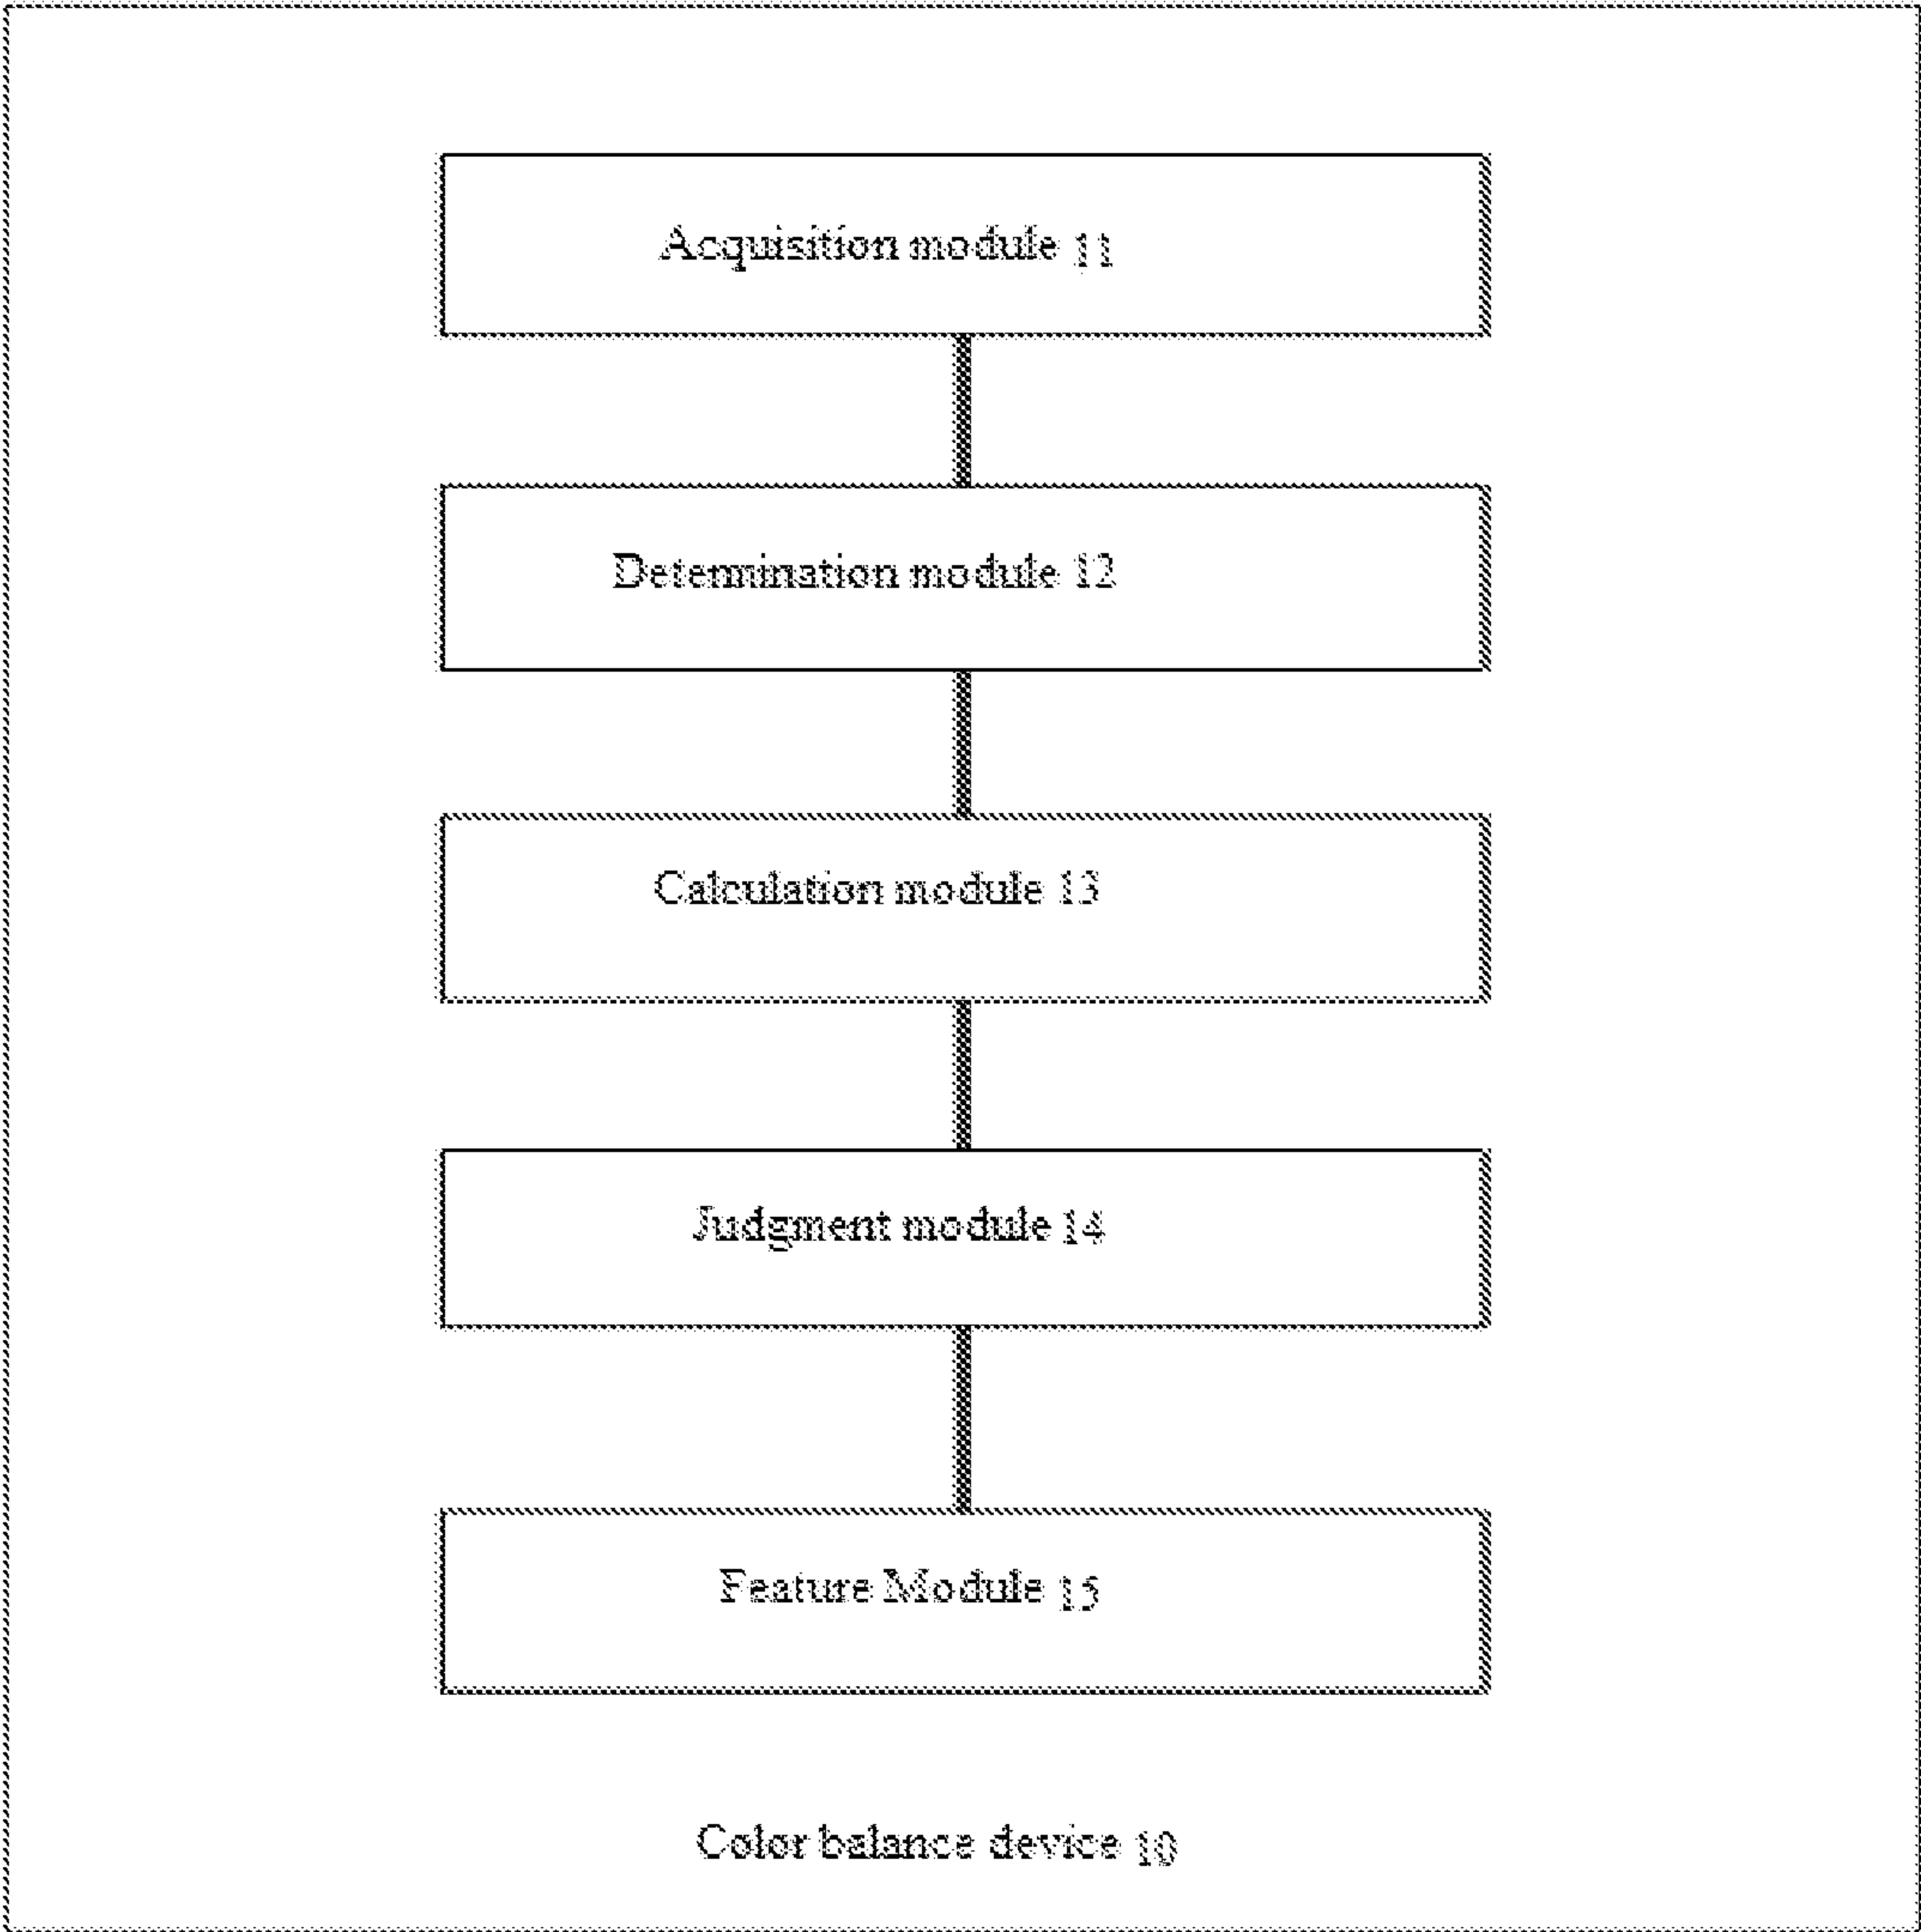 Acquisition module 11
Determination module 12
Calculation module 13
Judgment module 14
Feature Module 15
Color balance device 10